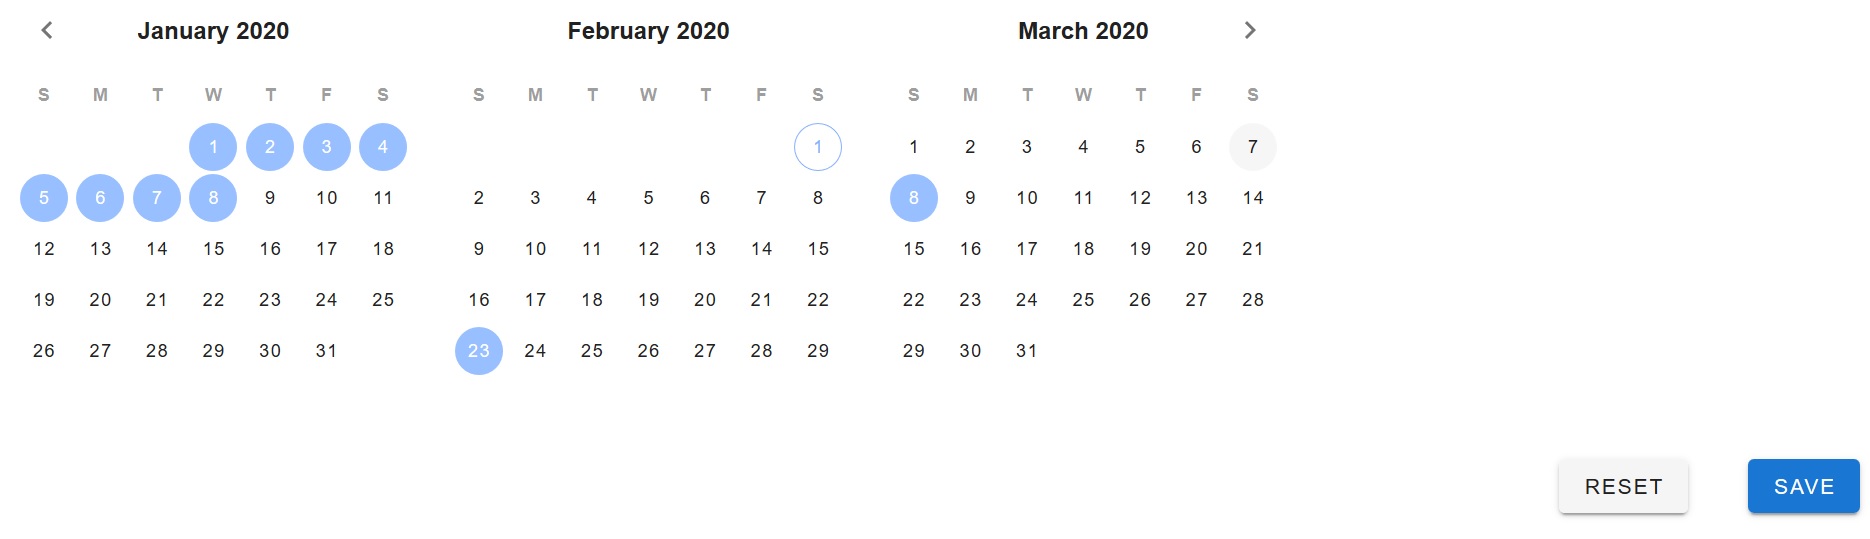 January 2020 February 2020 March 2020
S M T W T F S S M T W T F S S M T W T F S
1 2 3 4 1 1 2 3 4 5 6 7
5 6 7 8 9 10 11 2 3 4 5 6 7 8 8 9 10 11 12 13 14
12 13 14 15 16 17 18 9 10 11 12 13 14 15 15 16 17 18 19 20 21
19 20 21 22 23 24 25 16 17 18 19 20 21 22 22 23 24 25 26 27 28
26 27 28 29 30 31 23 24 25 26 27 28 29 29 30 31
RESET SAVE